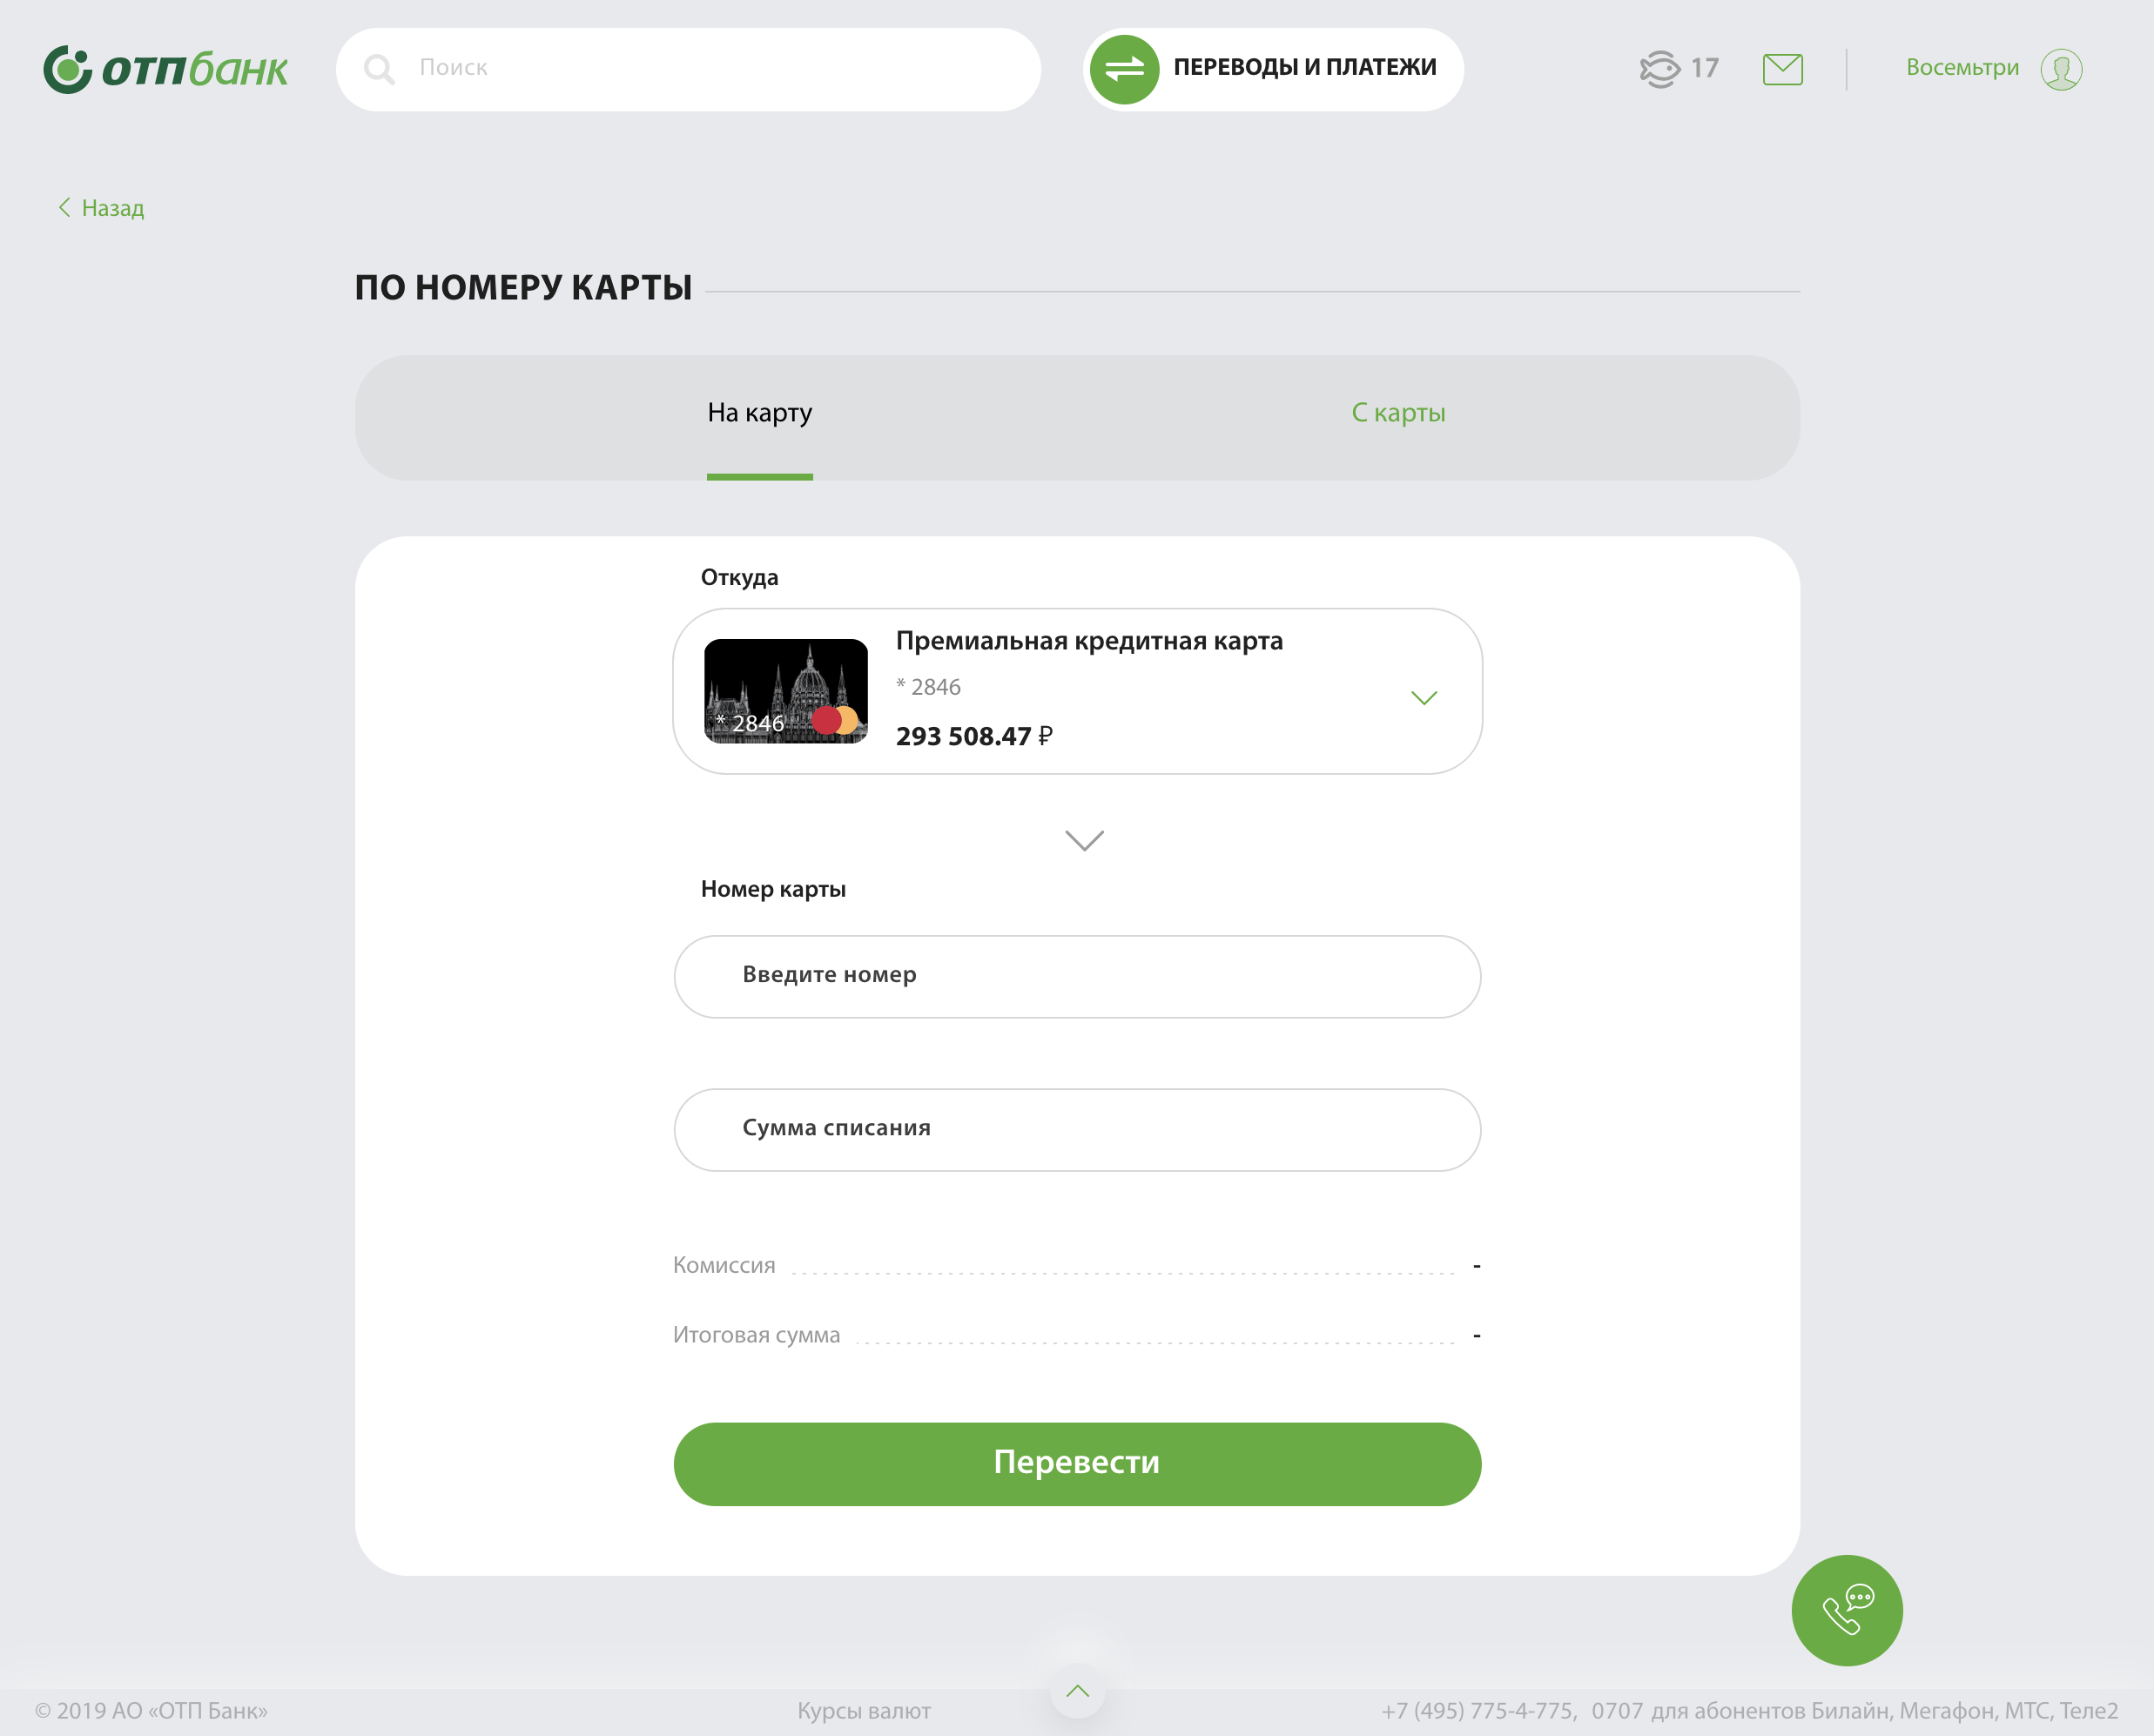 отпбанк
Поиск
ПЕРЕВОДЫ И ПЛАТЕЖИ
17
Восемьтри
Назад
ПО НОМЕРУ КАРТЫ
На карту
С карты
Откуда
Премиальная кредитная карта
* 2846
* 2846
293 508.47 ₽
Номер карты
Введите номер
Сумма списания
Комиссия -
Итоговая сумма -
Перевести
© 2019 АО «ОТП Банк»
Курсы валют
+7 (495) 775-4-775, 0707 для абонентов Билайн, Мегафон, МТС, Теле2